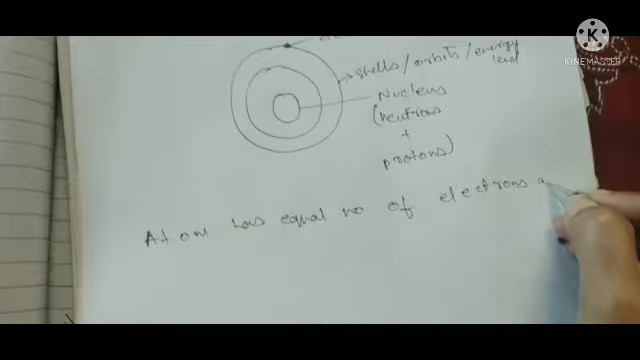 KINEMASTER
shells/orbits/energy
level
Nucleus
(neutrons
+
protons)
Atom has equal no of electrons